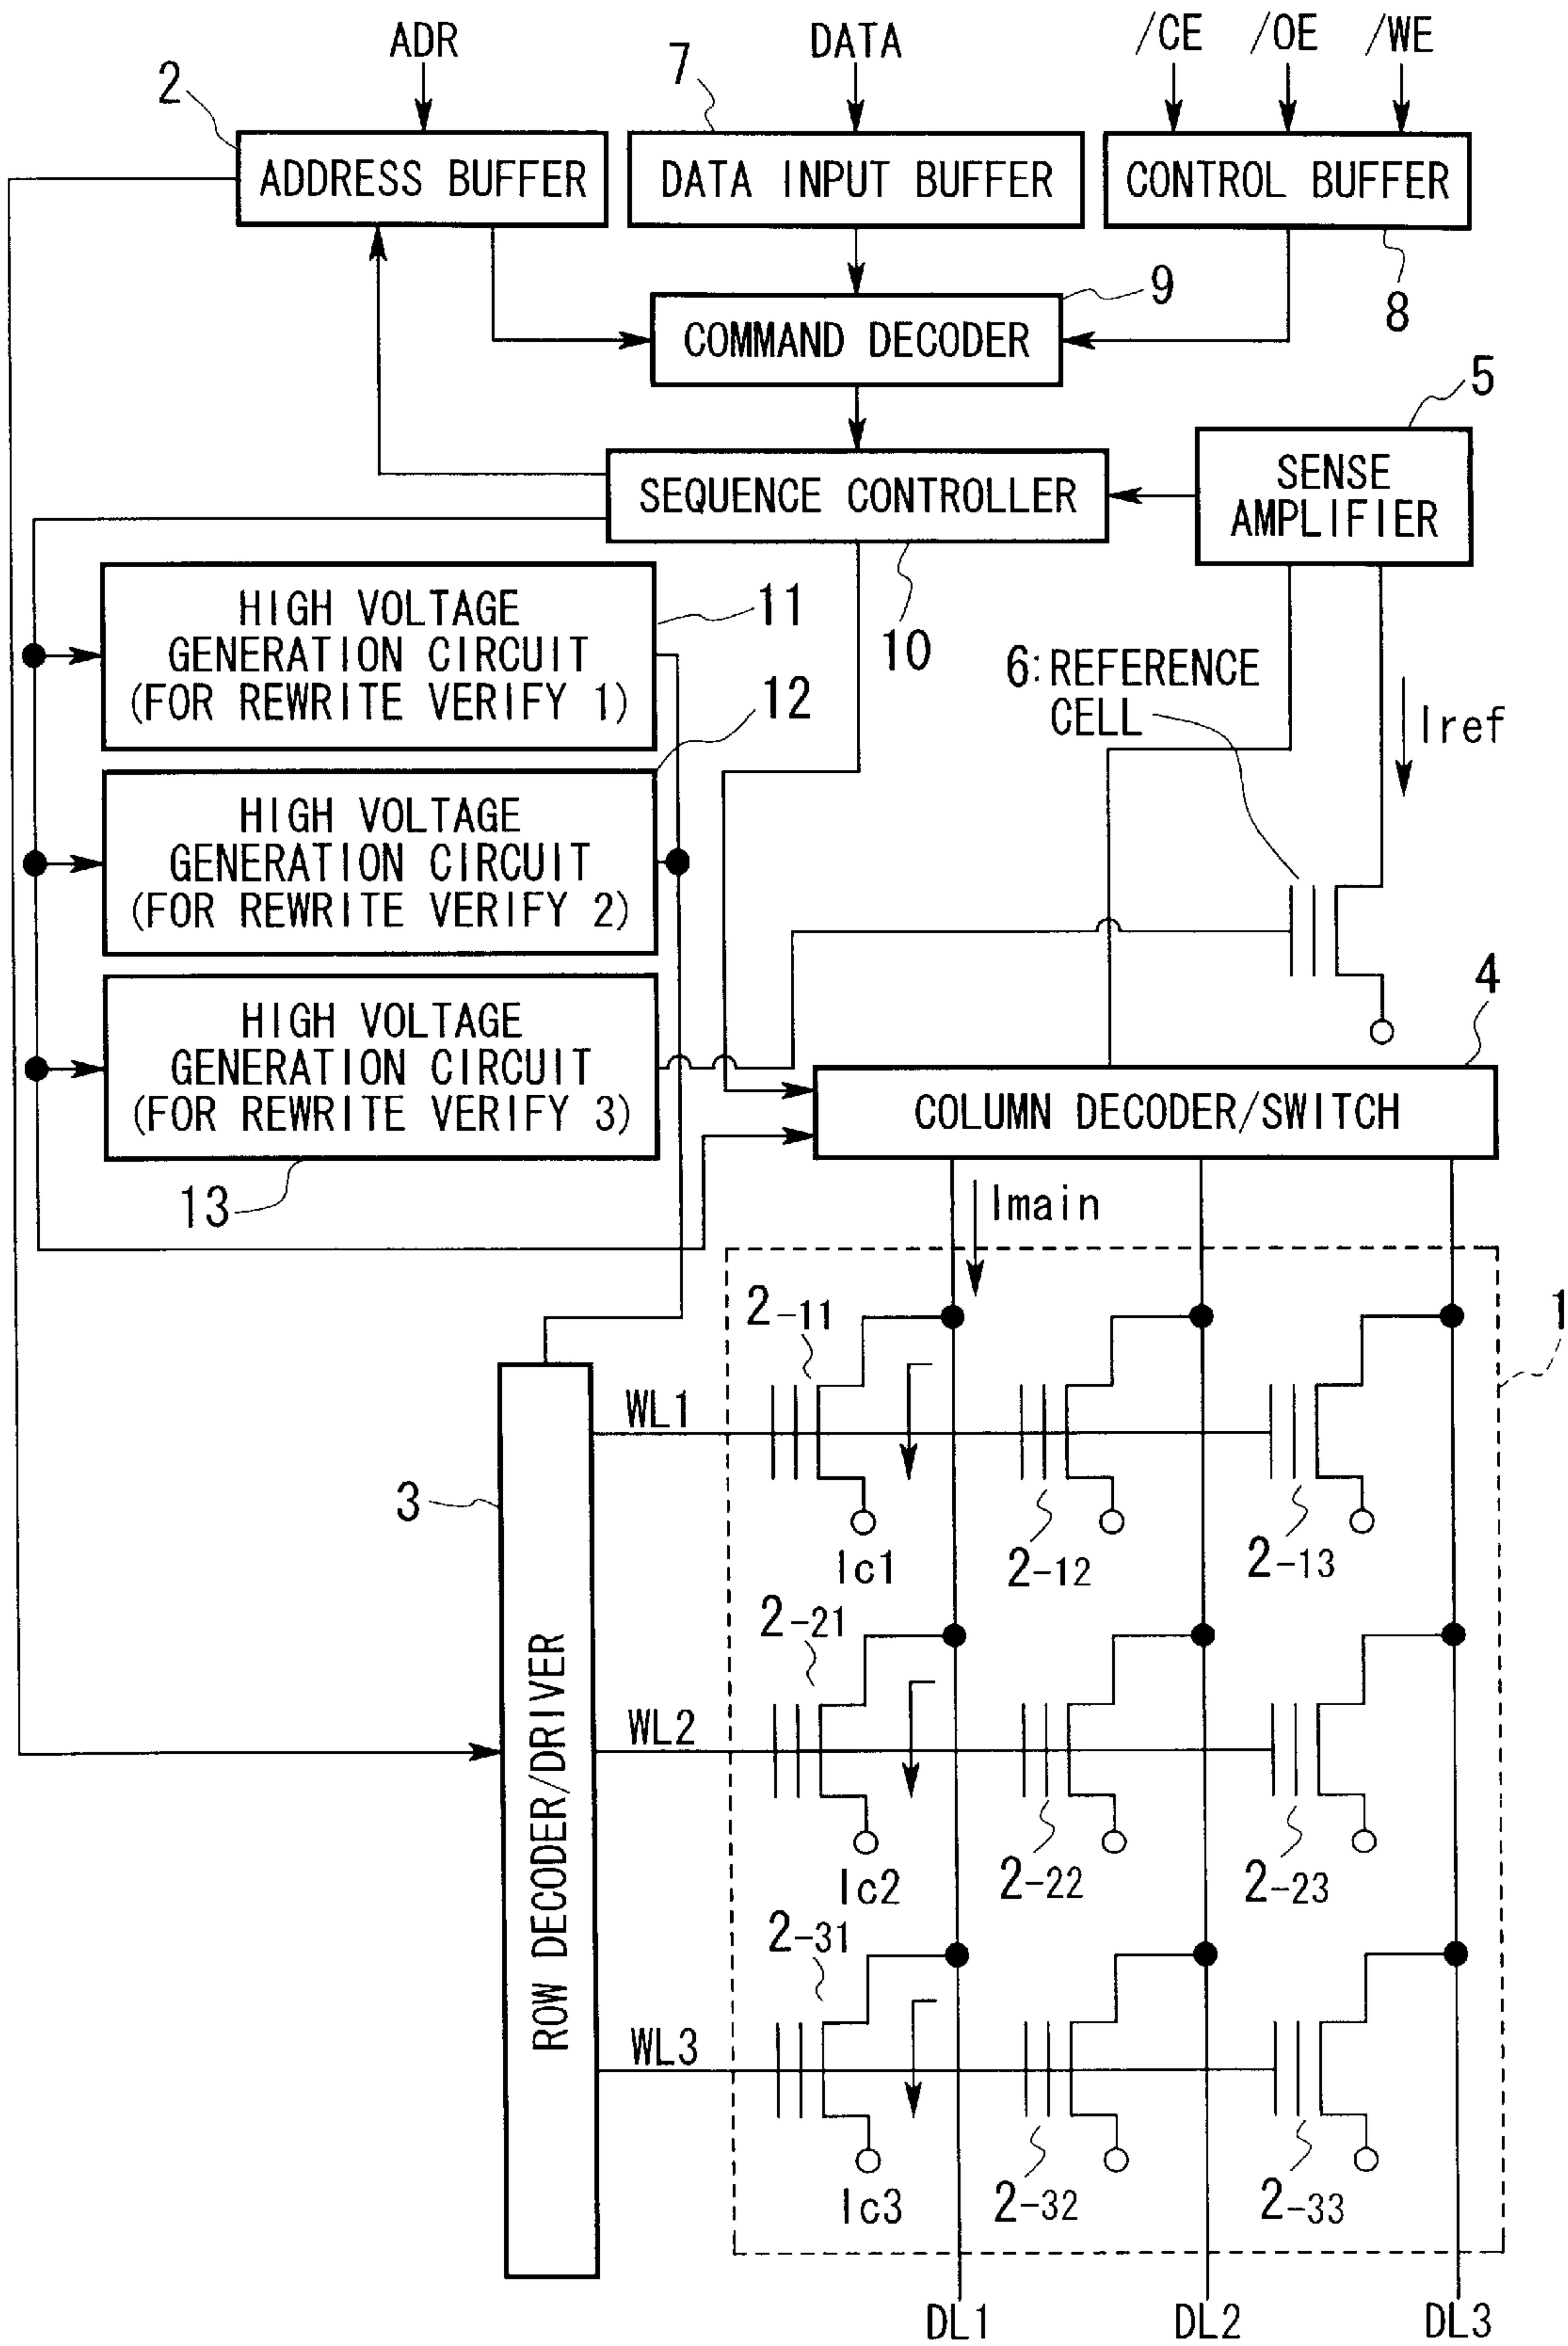 ADR
DATA
/CE
/OE
/WE
2
7
ADDRESS BUFFER
DATA INPUT BUFFER
CONTROL BUFFER
8
9
COMMAND DECODER
5
SENSE
AMPLIFIER
SEQUENCE CONTROLLER
10
HIGH VOLTAGE
GENERATION CIRCUIT
(FOR REWRITE VERIFY 1)
11
6:REFERENCE
CELL
Iref
12
HIGH VOLTAGE
GENERATION CIRCUIT
(FOR REWRITE VERIFY 2)
HIGH VOLTAGE
GENERATION CIRCUIT
(FOR REWRITE VERIFY 3)
13
4
COLUMN DECODER/SWITCH
Imain
1
2-11
WL1
3
Ic1
2-12
2-13
2-21
WL2
Ic2
2-22
2-23
ROW DECODER/DRIVER
2-31
WL3
Ic3
2-32
2-33
DL1
DL2
DL3